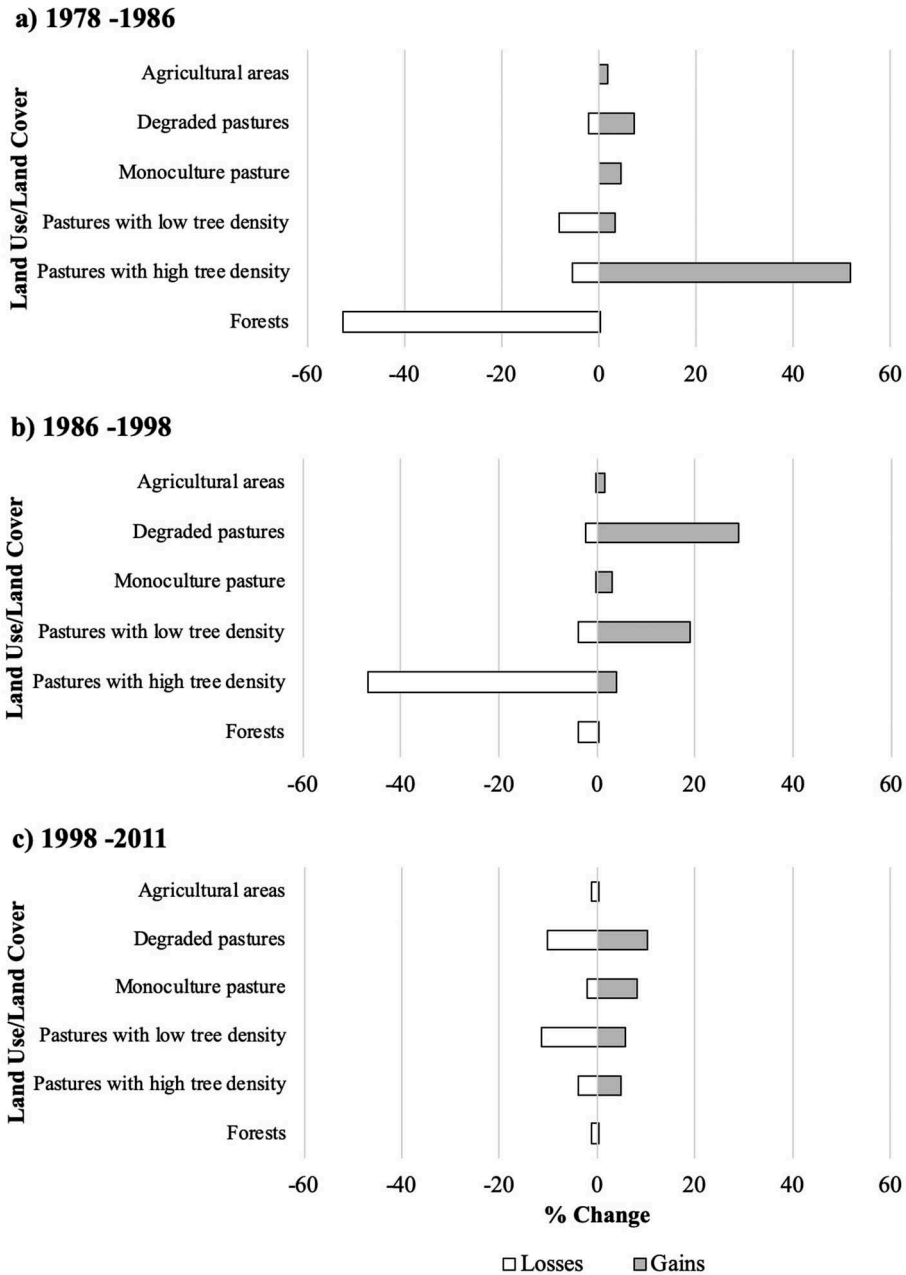 a) 1978 -1986
Land Use/Land Cover
Agricultural areas
Degraded pastures
Monoculture pasture
Pastures with low tree density
Pastures with high tree density
Forests
-60 -40 -20 0 20 40 60
b) 1986 -1998
Land Use/Land Cover
Agricultural areas
Degraded pastures
Monoculture pasture
Pastures with low tree density
Pastures with high tree density
Forests
-60 -40 -20 0 20 40 60
c) 1998 -2011
Land Use/Land Cover
Agricultural areas
Degraded pastures
Monoculture pasture
Pastures with low tree density
Pastures with high tree density
Forests
-60 -40 -20 0 20 40 60
% Change
Losses Gains